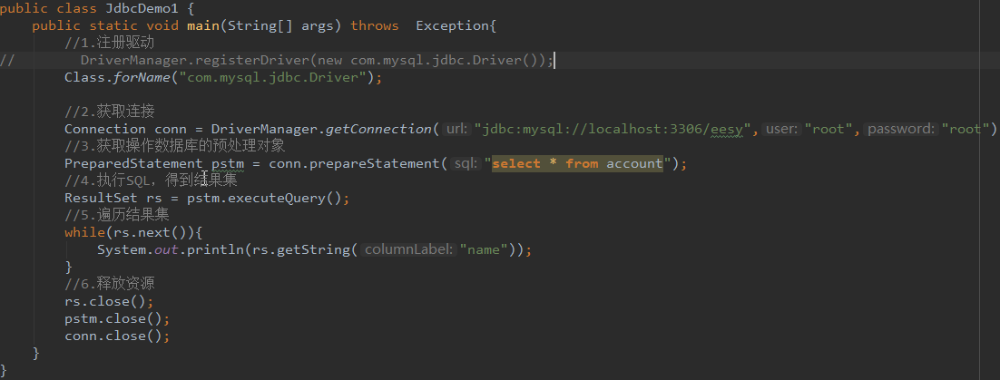 public class JdbcDemo1 {
    public static void main(String[] args) throws  Exception{
        //1.注册驱动
//        DriverManager.registerDriver(new com.mysql.jdbc.Driver());
        Class.forName("com.mysql.jdbc.Driver");
        //2.获取连接
        Connection conn = DriverManager.getConnection( url: "jdbc:mysql://localhost:3306/eesy", user: "root", password: "root")
        //3.获取操作数据库的预处理对象
        PreparedStatement pstm = conn.prepareStatement( sql: "select * from account");
        //4.执行SQL，得到结果集
        ResultSet rs = pstm.executeQuery();
        //5.遍历结果集
        while(rs.next()){
            System.out.println(rs.getString( columnLabel: "name"));
        }
        //6.释放资源
        rs.close();
        pstm.close();
        conn.close();
    }
}